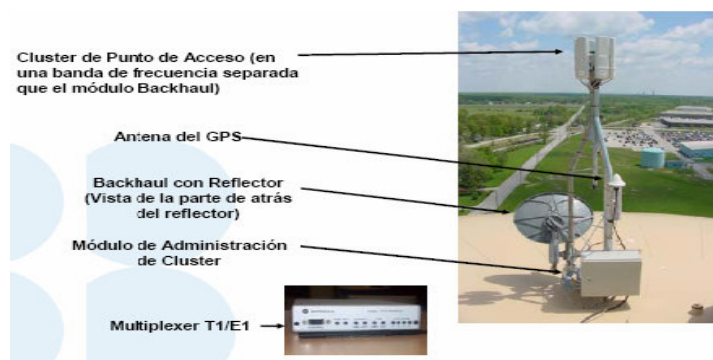 Cluster de Punto de Acceso (en
una banda de frecuencia separada
que el módulo Backhaul)
Antena del GPS
Backhaul con Reflector
(Vista de la parte de atrás
del reflector)
Módulo de Administración
de Cluster
Multiplexer T1/E1